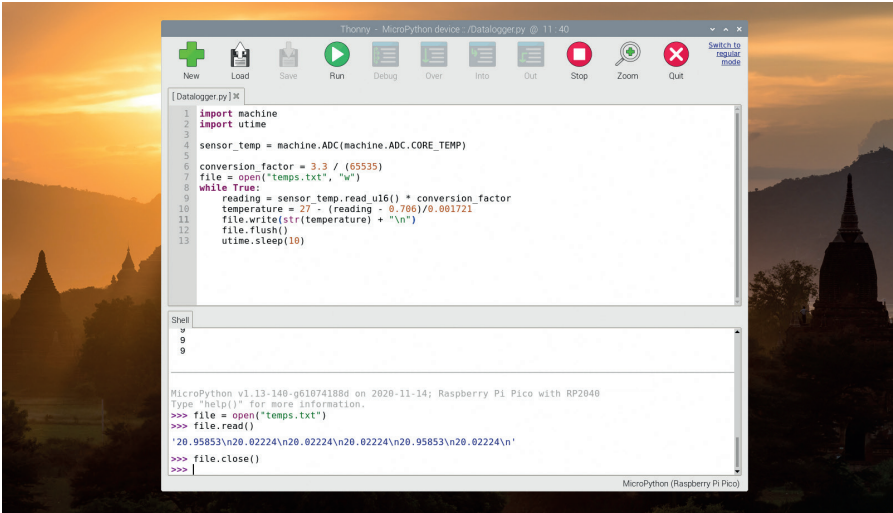 Thonny - MicroPython device :: /Datalogger.py @ 11 : 40
New Load Save Run Debug Over Into Out Stop Zoom Quit
Switch to
regular
mode
[ Datalogger.py ]
1 import machine
2 import utime
3
4 sensor_temp = machine.ADC(machine.ADC.CORE_TEMP)
5
6 conversion_factor = 3.3 / (65535)
7 file = open("temps.txt", "w")
8 while True:
9     reading = sensor_temp.read_u16() * conversion_factor
10     temperature = 27 - (reading - 0.706)/0.001721
11     file.write(str(temperature) + "\n")
12     file.flush()
13     utime.sleep(10)
Shell
9
9
9
MicroPython v1.13-140-g61074188d on 2020-11-14; Raspberry Pi Pico with RP2040
Type "help()" for more information.
>>> file = open("temps.txt")
>>> file.read()
'20.95853\n20.02224\n20.02224\n20.02224\n20.95853\n20.02224\n'
>>> file.close()
>>>
MicroPython (Raspberry Pi Pico)